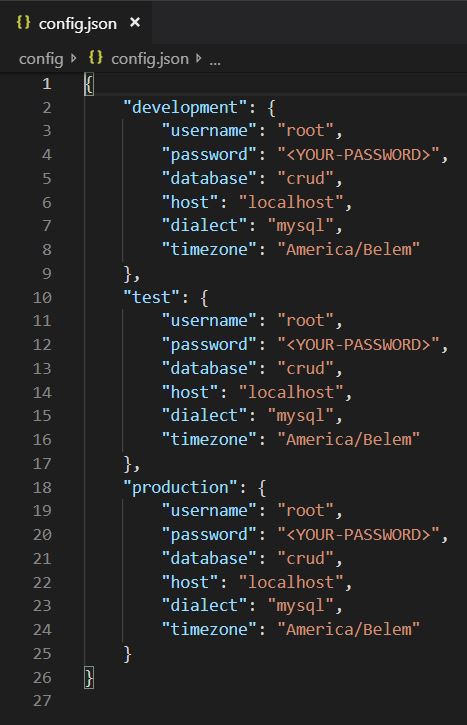 {} config.json ×
config > {} config.json > ...
1 {
2 "development": {
3 "username": "root",
4 "password": "<YOUR-PASSWORD>",
5 "database": "crud",
6 "host": "localhost",
7 "dialect": "mysql",
8 "timezone": "America/Belem"
9 },
10 "test": {
11 "username": "root",
12 "password": "<YOUR-PASSWORD>",
13 "database": "crud",
14 "host": "localhost",
15 "dialect": "mysql",
16 "timezone": "America/Belem"
17 },
18 "production": {
19 "username": "root",
20 "password": "<YOUR-PASSWORD>",
21 "database": "crud",
22 "host": "localhost",
23 "dialect": "mysql",
24 "timezone": "America/Belem"
25 }
26 }
27